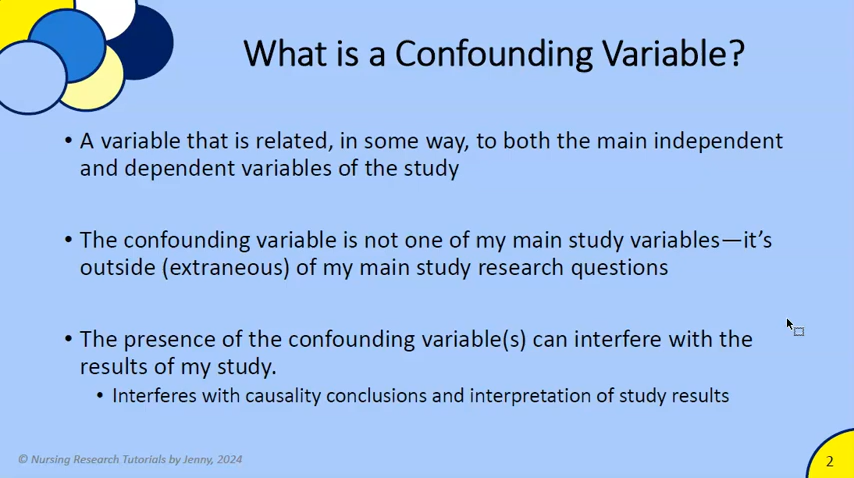 What is a Confounding Variable?
• A variable that is related, in some way, to both the main independent
and dependent variables of the study
• The confounding variable is not one of my main study variables—it's
outside (extraneous) of my main study research questions
• The presence of the confounding variable(s) can interfere with the
results of my study.
• Interferes with causality conclusions and interpretation of study results
© Nursing Research Tutorials by Jenny, 2024
2